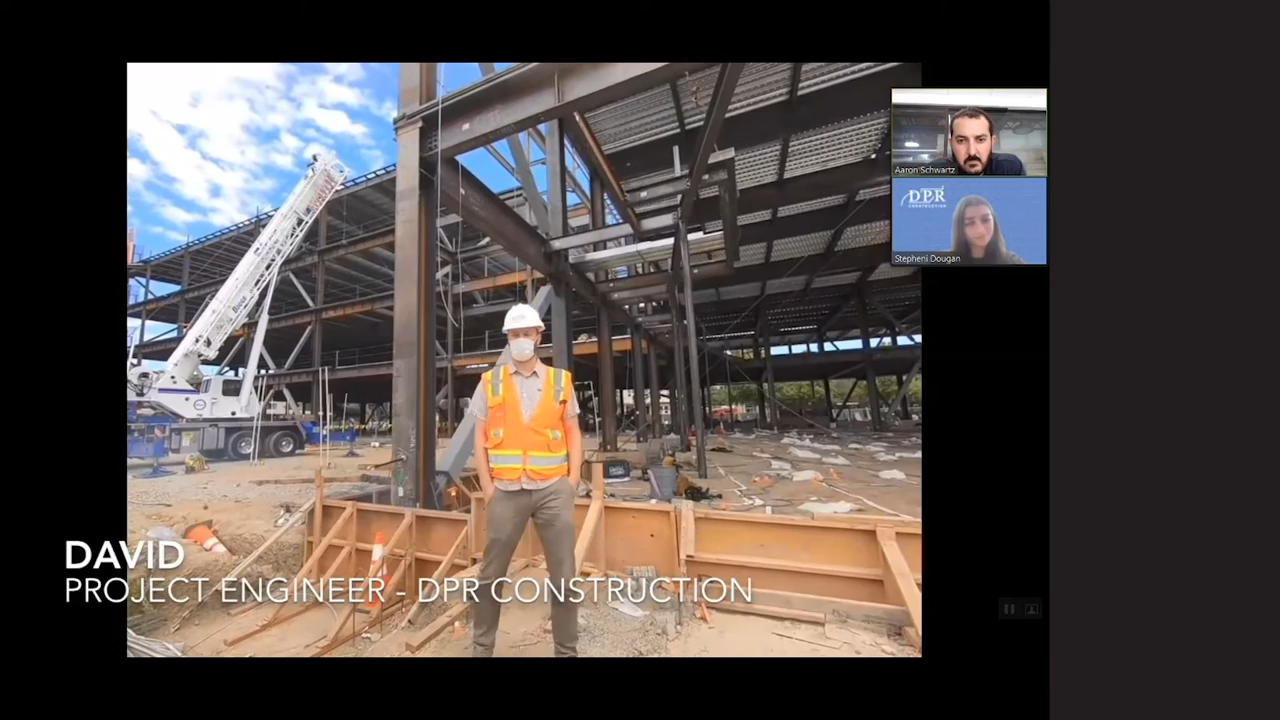 Aaron Schwartz
DPR
CONSTRUCTION
Stepheni Dougan
DAVID
PROJECT ENGINEER - DPR CONSTRUCTION